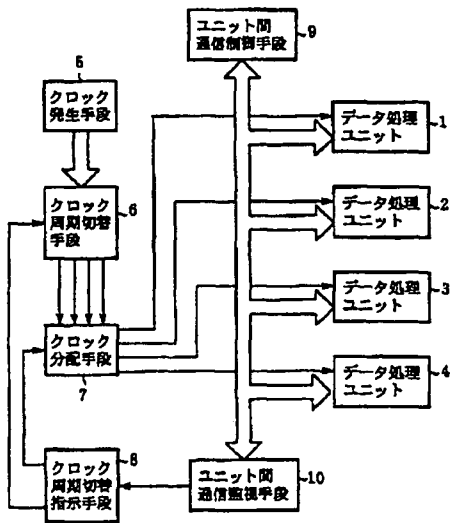 ユニット間
通信制御手段
9
5
クロック
発生手段
データ処理
ユニット
1
クロック
周期切替
手段
6
データ処理
ユニット
2
データ処理
ユニット
3
クロック
分配手段
7
データ処理
ユニット
4
クロック
周期切替
指示手段
8
ユニット間
通信監視手段
10